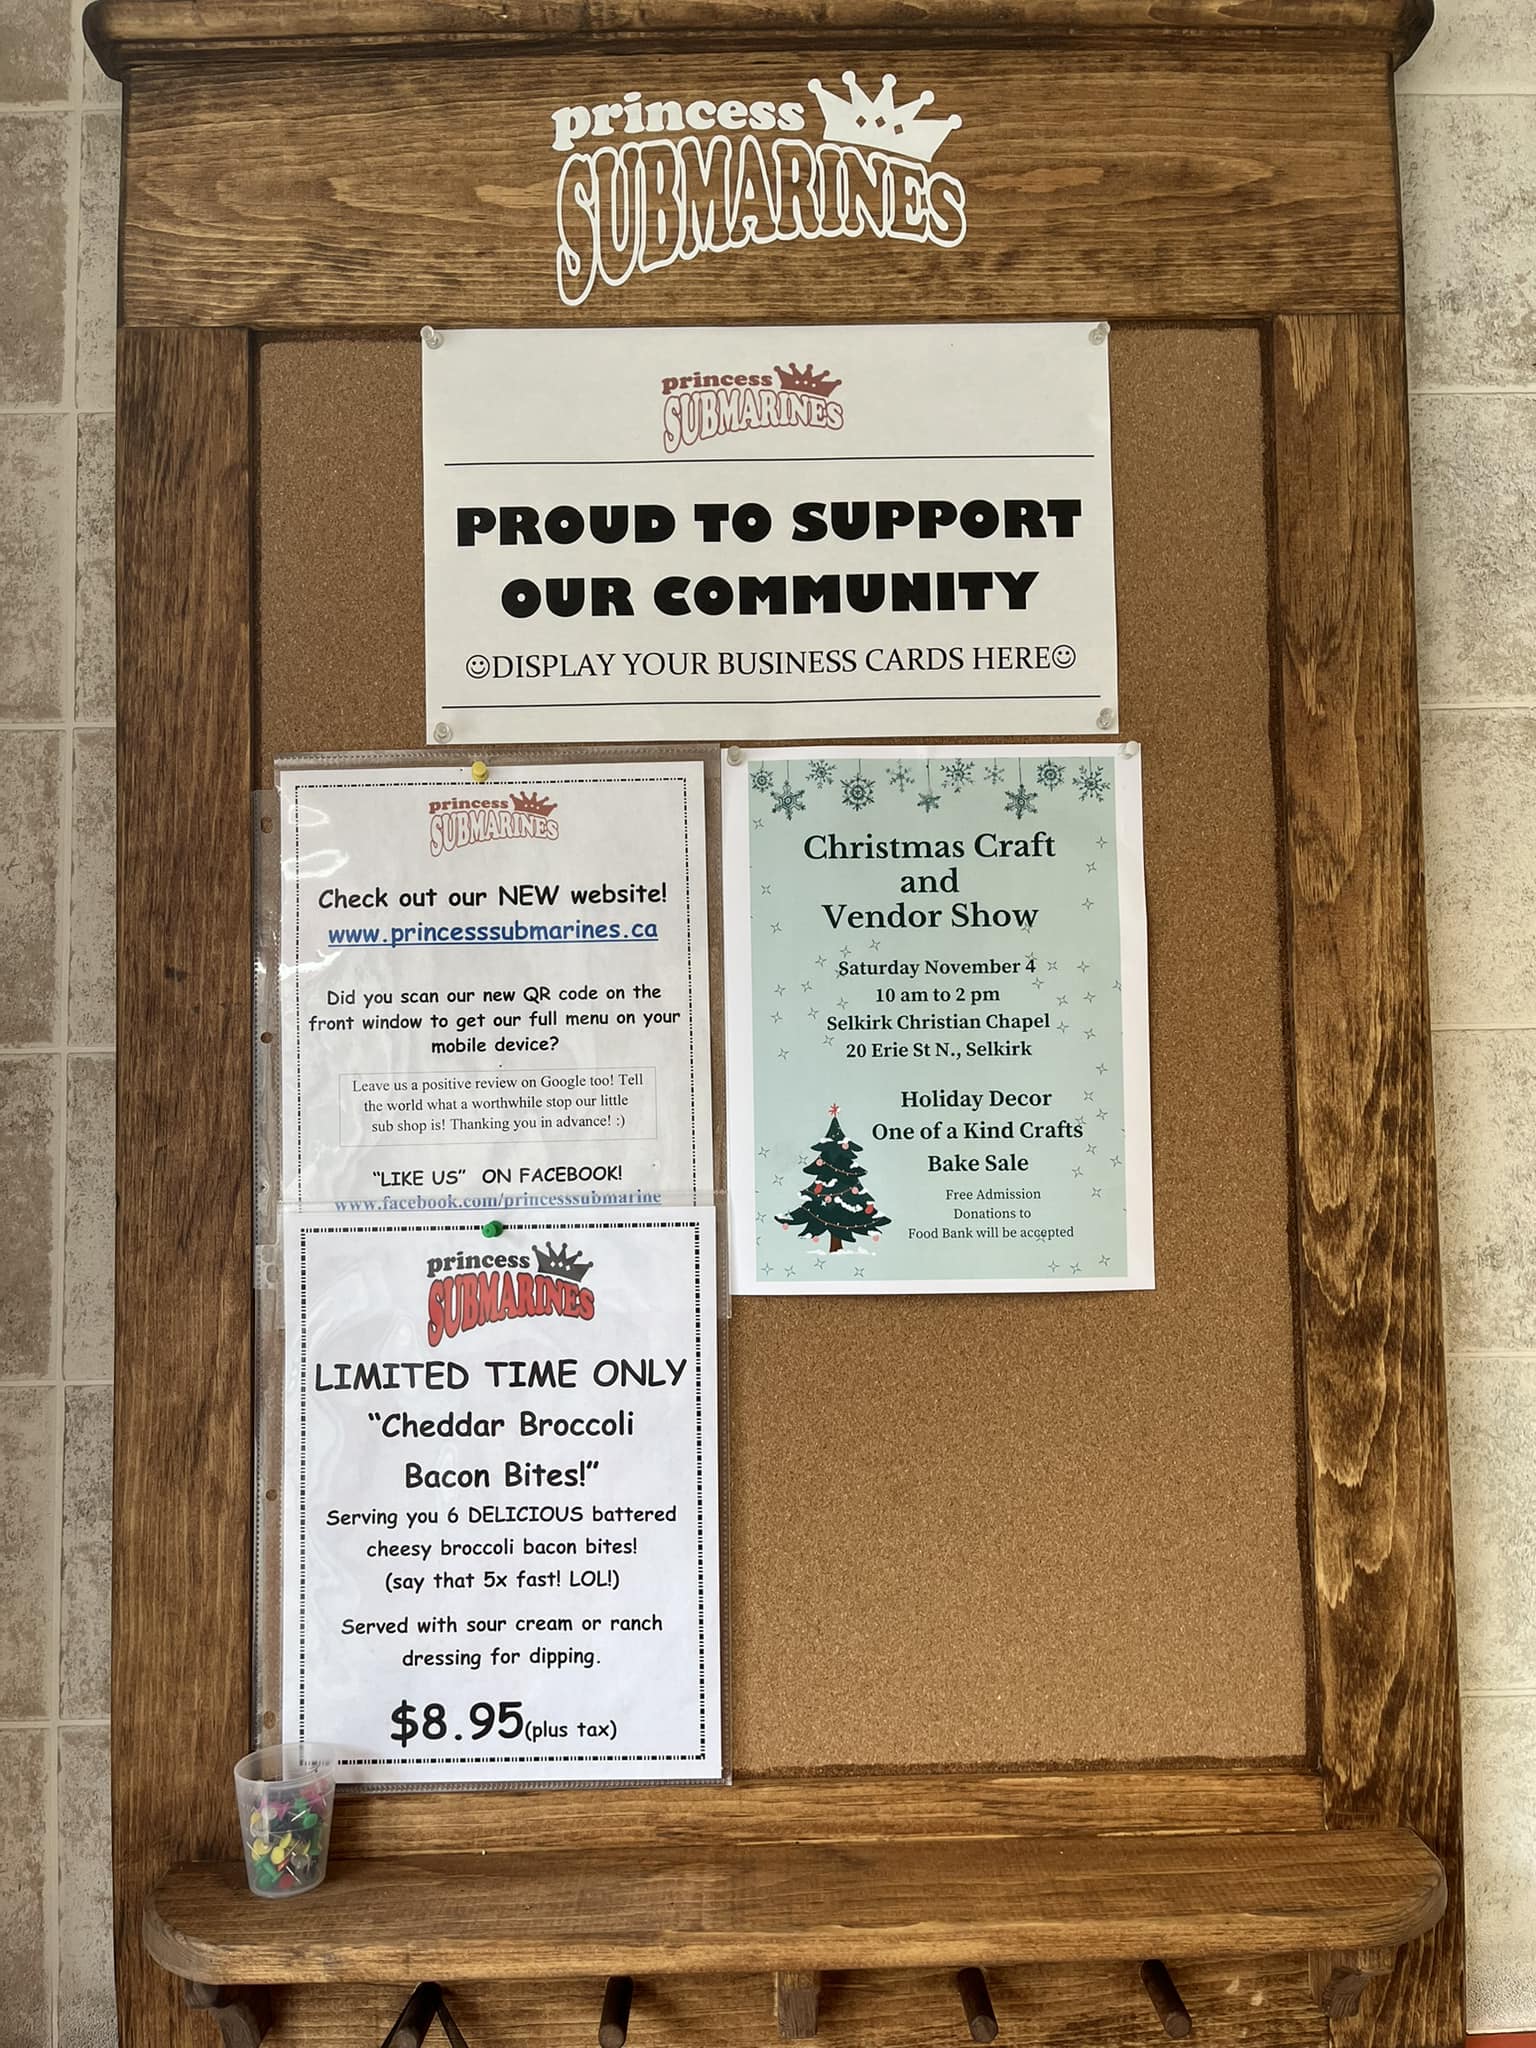 princess
SUBMARINES
princess
SUBMARINES
PROUD TO SUPPORT
OUR COMMUNITY
☺DISPLAY YOUR BUSINESS CARDS HERE☺
princess
SUBMARINES
Check out our NEW website!
www.princesssubmarines.ca
Did you scan our new QR code on the
front window to get our full menu on your
mobile device?
Leave us a positive review on Google too! Tell
the world what a worthwhile stop our little
sub shop is! Thanking you in advance! :)
"LIKE US" ON FACEBOOK!
www.facebook.com/princesssubmarine
princess
SUBMARINES
LIMITED TIME ONLY
"Cheddar Broccoli
Bacon Bites!"
Serving you 6 DELICIOUS battered
cheesy broccoli bacon bites!
(say that 5x fast! LOL!)
Served with sour cream or ranch
dressing for dipping.
$8.95(plus tax)
Christmas Craft
and
Vendor Show
Saturday November 4
10 am to 2 pm
Selkirk Christian Chapel
20 Erie St N., Selkirk
Holiday Decor
One of a Kind Crafts
Bake Sale
Free Admission
Donations to
Food Bank will be accepted